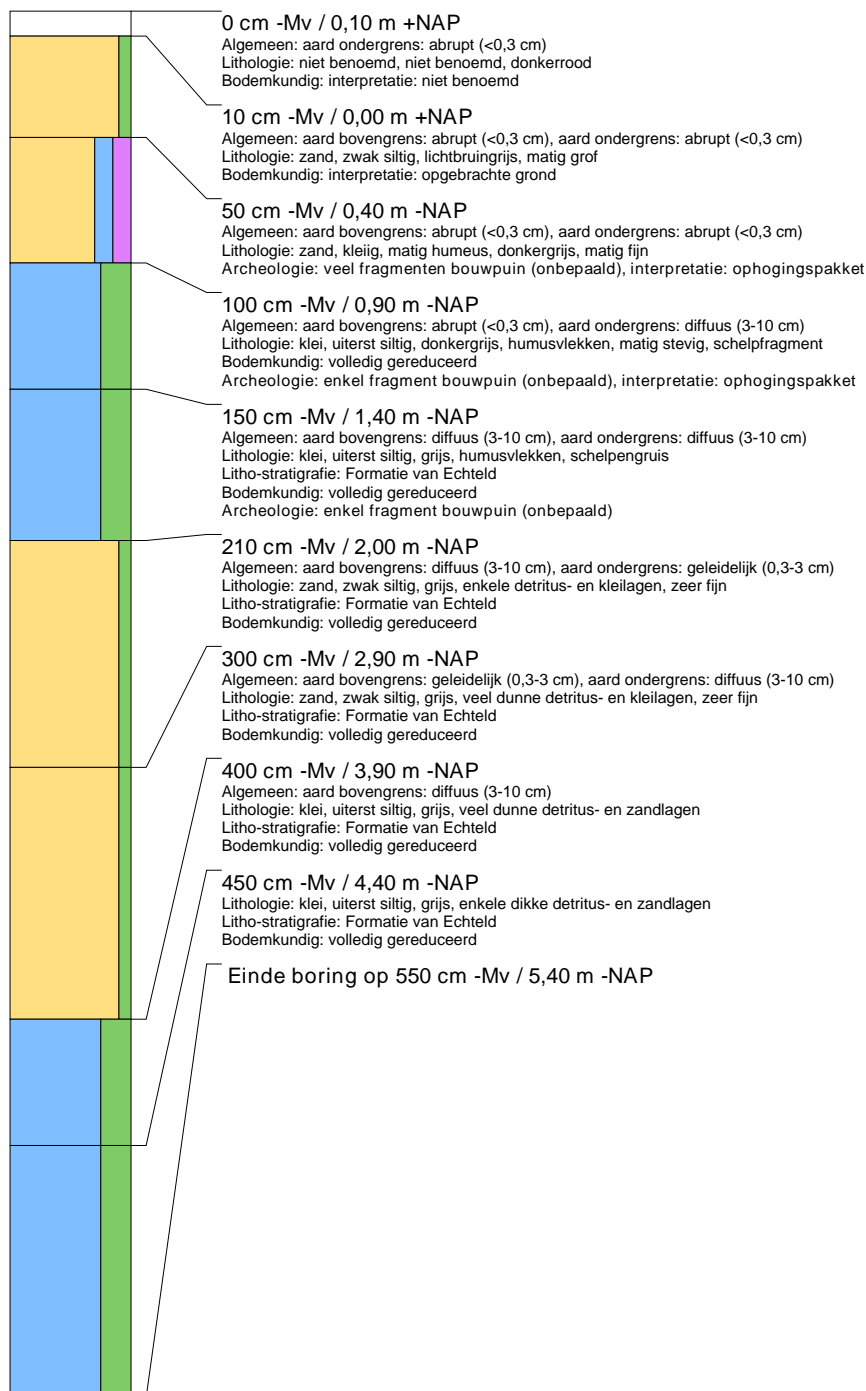 0 cm -Mv / 0,10 m +NAP
Algemeen: aard ondergrens: abrupt (<0,3 cm)
Lithologie: niet benoemd, niet benoemd, donkerrood
Bodemkundig: interpretatie: niet benoemd
10 cm -Mv / 0,00 m +NAP
Algemeen: aard bovengrens: abrupt (<0,3 cm), aard ondergrens: abrupt (<0,3 cm)
Lithologie: zand, zwak siltig, lichtbruingrijs, matig grof
Bodemkundig: interpretatie: opgebrachte grond
50 cm -Mv / 0,40 m -NAP
Algemeen: aard bovengrens: abrupt (<0,3 cm), aard ondergrens: abrupt (<0,3 cm)
Lithologie: zand, kleiig, matig humeus, donkergrijs, matig fijn
Archeologie: veel fragmenten bouwpuin (onbepaald), interpretatie: ophogingspakket
100 cm -Mv / 0,90 m -NAP
Algemeen: aard bovengrens: abrupt (<0,3 cm), aard ondergrens: diffuus (3-10 cm)
Lithologie: klei, uiterst siltig, donkergrijs, humusvlekken, matig stevig, schelpfragment
Bodemkundig: volledig gereduceerd
Archeologie: enkel fragment bouwpuin (onbepaald), interpretatie: ophogingspakket
150 cm -Mv / 1,40 m -NAP
Algemeen: aard bovengrens: diffuus (3-10 cm), aard ondergrens: diffuus (3-10 cm)
Lithologie: klei, uiterst siltig, grijs, humusvlekken, schelpengruis
Litho-stratigrafie: Formatie van Echteld
Bodemkundig: volledig gereduceerd
Archeologie: enkel fragment bouwpuin (onbepaald)
210 cm -Mv / 2,00 m -NAP
Algemeen: aard bovengrens: diffuus (3-10 cm), aard ondergrens: geleidelijk (0,3-3 cm)
Lithologie: zand, zwak siltig, grijs, enkele detritus- en kleilagen, zeer fijn
Litho-stratigrafie: Formatie van Echteld
Bodemkundig: volledig gereduceerd
300 cm -Mv / 2,90 m -NAP
Algemeen: aard bovengrens: geleidelijk (0,3-3 cm), aard ondergrens: diffuus (3-10 cm)
Lithologie: zand, zwak siltig, grijs, veel dunne detritus- en kleilagen, zeer fijn
Litho-stratigrafie: Formatie van Echteld
Bodemkundig: volledig gereduceerd
400 cm -Mv / 3,90 m -NAP
Algemeen: aard bovengrens: diffuus (3-10 cm)
Lithologie: klei, uiterst siltig, grijs, veel dunne detritus- en zandlagen
Litho-stratigrafie: Formatie van Echteld
Bodemkundig: volledig gereduceerd
450 cm -Mv / 4,40 m -NAP
Lithologie: klei, uiterst siltig, grijs, enkele dikke detritus- en zandlagen
Litho-stratigrafie: Formatie van Echteld
Bodemkundig: volledig gereduceerd
Einde boring op 550 cm -Mv / 5,40 m -NAP